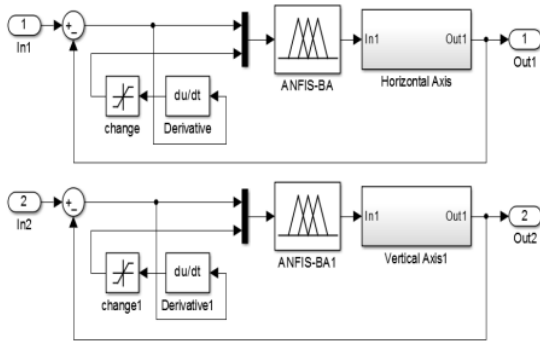 1
In1
+
-
change
du/dt
Derivative
ANFIS-BA
In1
Out1
Horizontal Axis
1
Out1
2
In2
+
-
change1
du/dt
Derivative1
ANFIS-BA1
In1
Out1
Vertical Axis1
2
Out2